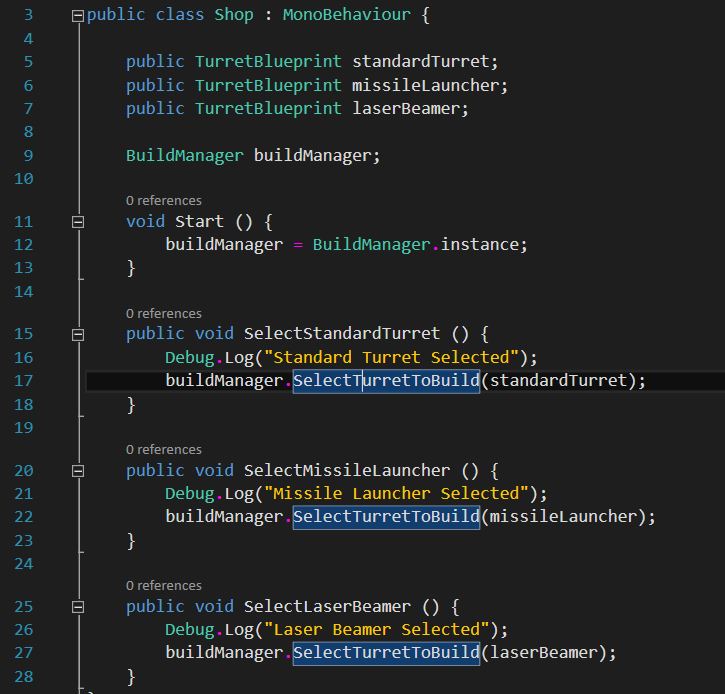 3 public class Shop : MonoBehaviour {
4
5 public TurretBlueprint standardTurret;
6 public TurretBlueprint missileLauncher;
7 public TurretBlueprint laserBeamer;
8
9 BuildManager buildManager;
10
0 references
11 void Start () {
12 buildManager = BuildManager.instance;
13 }
14
0 references
15 public void SelectStandardTurret () {
16 Debug.Log("Standard Turret Selected");
17 buildManager.SelectTurretToBuild(standardTurret);
18 }
19
0 references
20 public void SelectMissileLauncher () {
21 Debug.Log("Missile Launcher Selected");
22 buildManager.SelectTurretToBuild(missileLauncher);
23 }
24
0 references
25 public void SelectLaserBeamer () {
26 Debug.Log("Laser Beamer Selected");
27 buildManager.SelectTurretToBuild(laserBeamer);
28 }